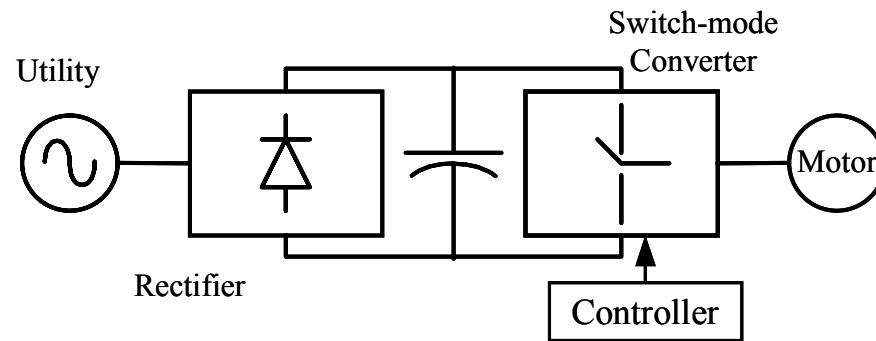 Switch-mode
Converter
Utility
Motor
Rectifier
Controller